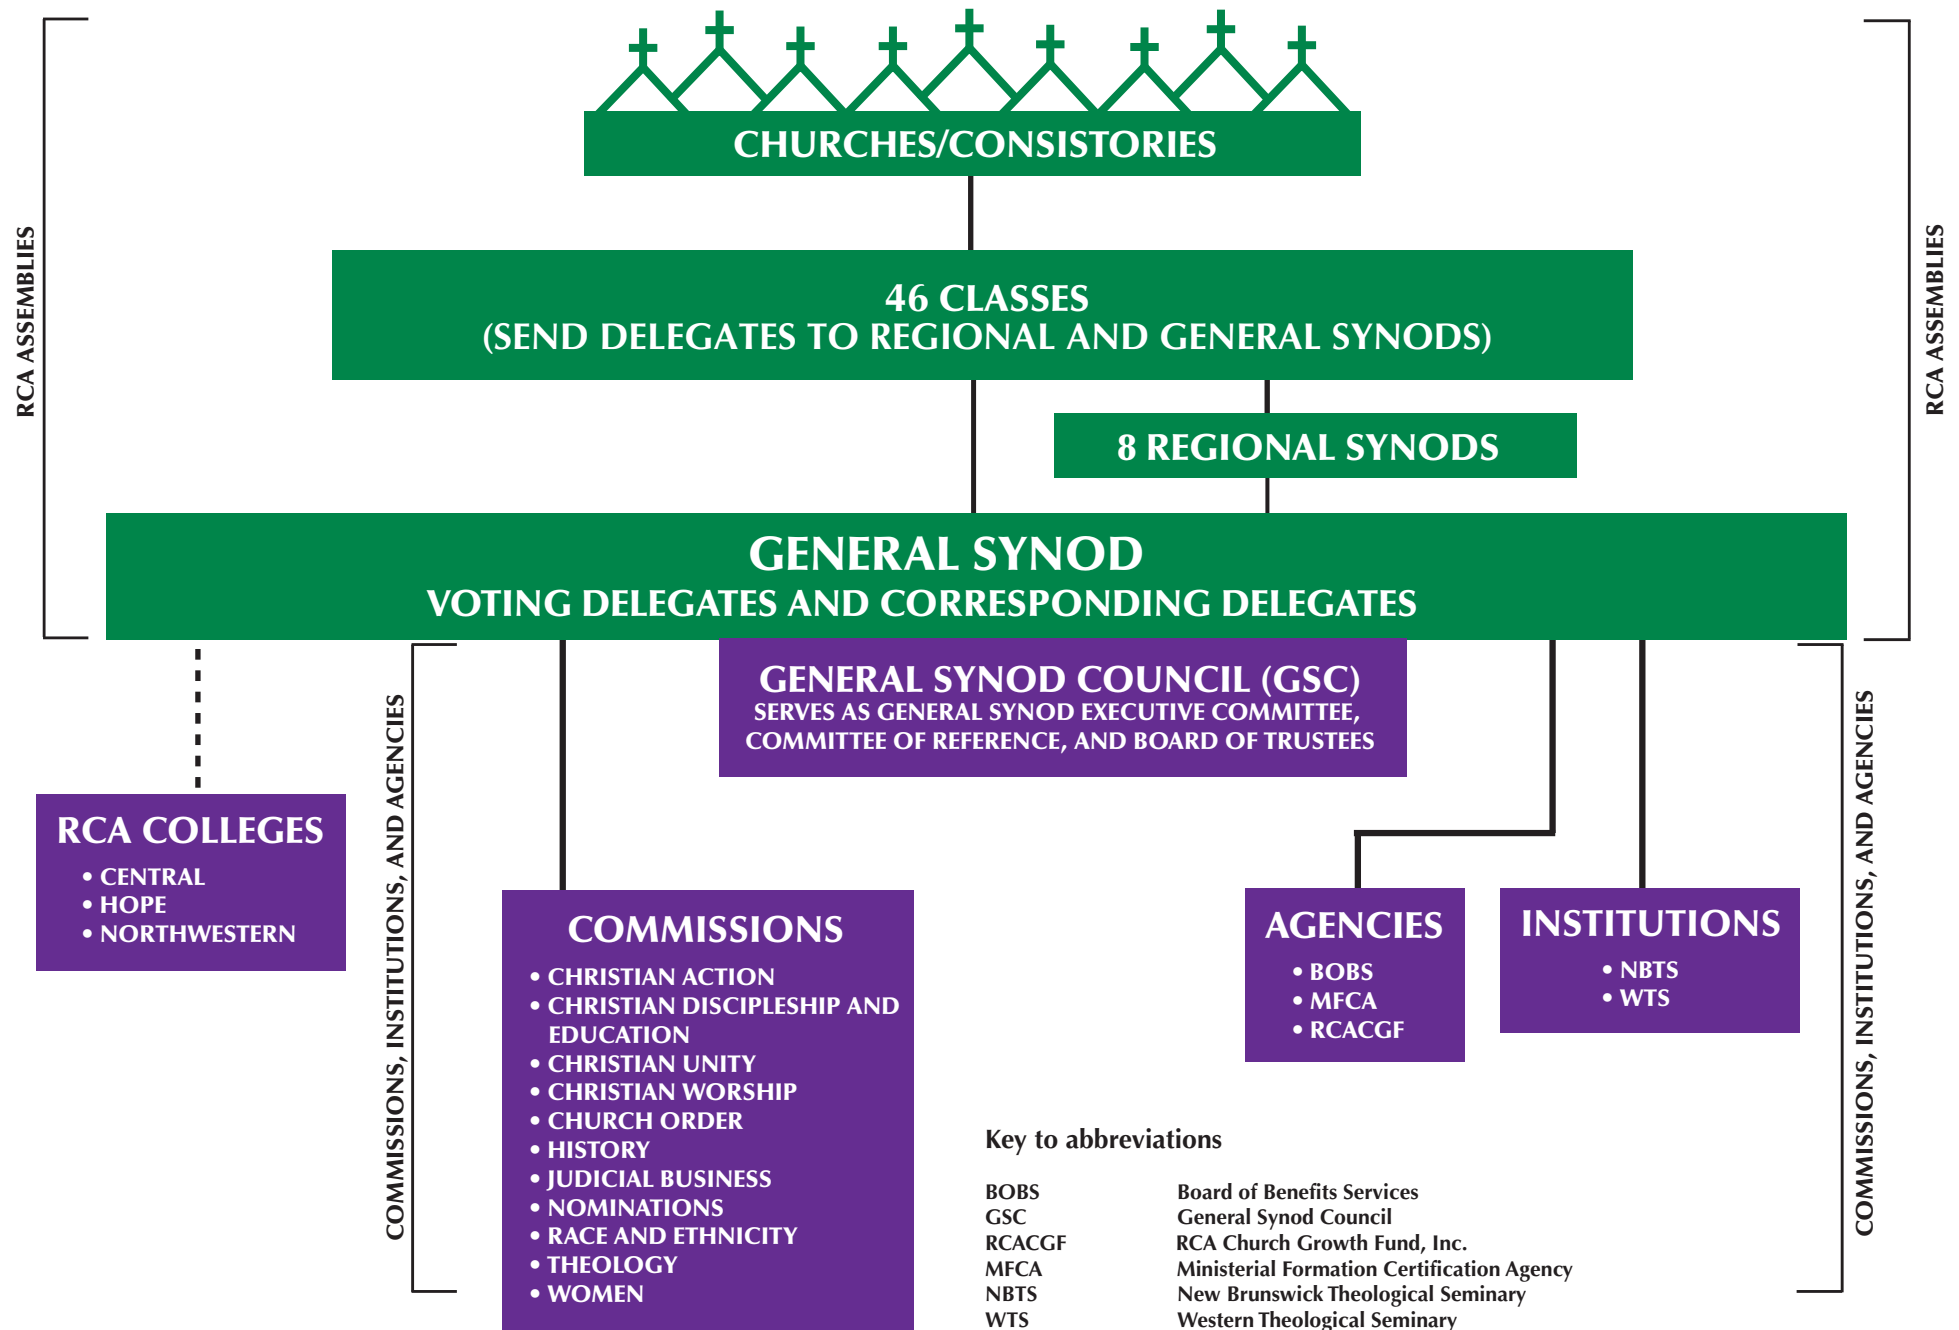 CHURCHES/CONSISTORIES
RCA ASSEMBLIES
RCA ASSEMBLIES
46 CLASSES
(SEND DELEGATES TO REGIONAL AND GENERAL SYNODS)
8 REGIONAL SYNODS
GENERAL SYNOD
VOTING DELEGATES AND CORRESPONDING DELEGATES
GENERAL SYNOD COUNCIL (GSC)
SERVES AS GENERAL SYNOD EXECUTIVE COMMITTEE,
COMMITTEE OF REFERENCE, AND BOARD OF TRUSTEES
COMMISSIONS, INSTITUTIONS, AND AGENCIES
COMMISSIONS, INSTITUTIONS, AND AGENCIES
RCA COLLEGES
• CENTRAL
• HOPE
• NORTHWESTERN
COMMISSIONS
• CHRISTIAN ACTION
• CHRISTIAN DISCIPLESHIP AND
EDUCATION
• CHRISTIAN UNITY
• CHRISTIAN WORSHIP
• CHURCH ORDER
• HISTORY
• JUDICIAL BUSINESS
• NOMINATIONS
• RACE AND ETHNICITY
• THEOLOGY
• WOMEN
AGENCIES
• BOBS
• MFCA
• RCACGF
INSTITUTIONS
• NBTS
• WTS
Key to abbreviations
BOBS Board of Benefits Services
GSC General Synod Council
RCACGF RCA Church Growth Fund, Inc.
MFCA Ministerial Formation Certification Agency
NBTS New Brunswick Theological Seminary
WTS Western Theological Seminary